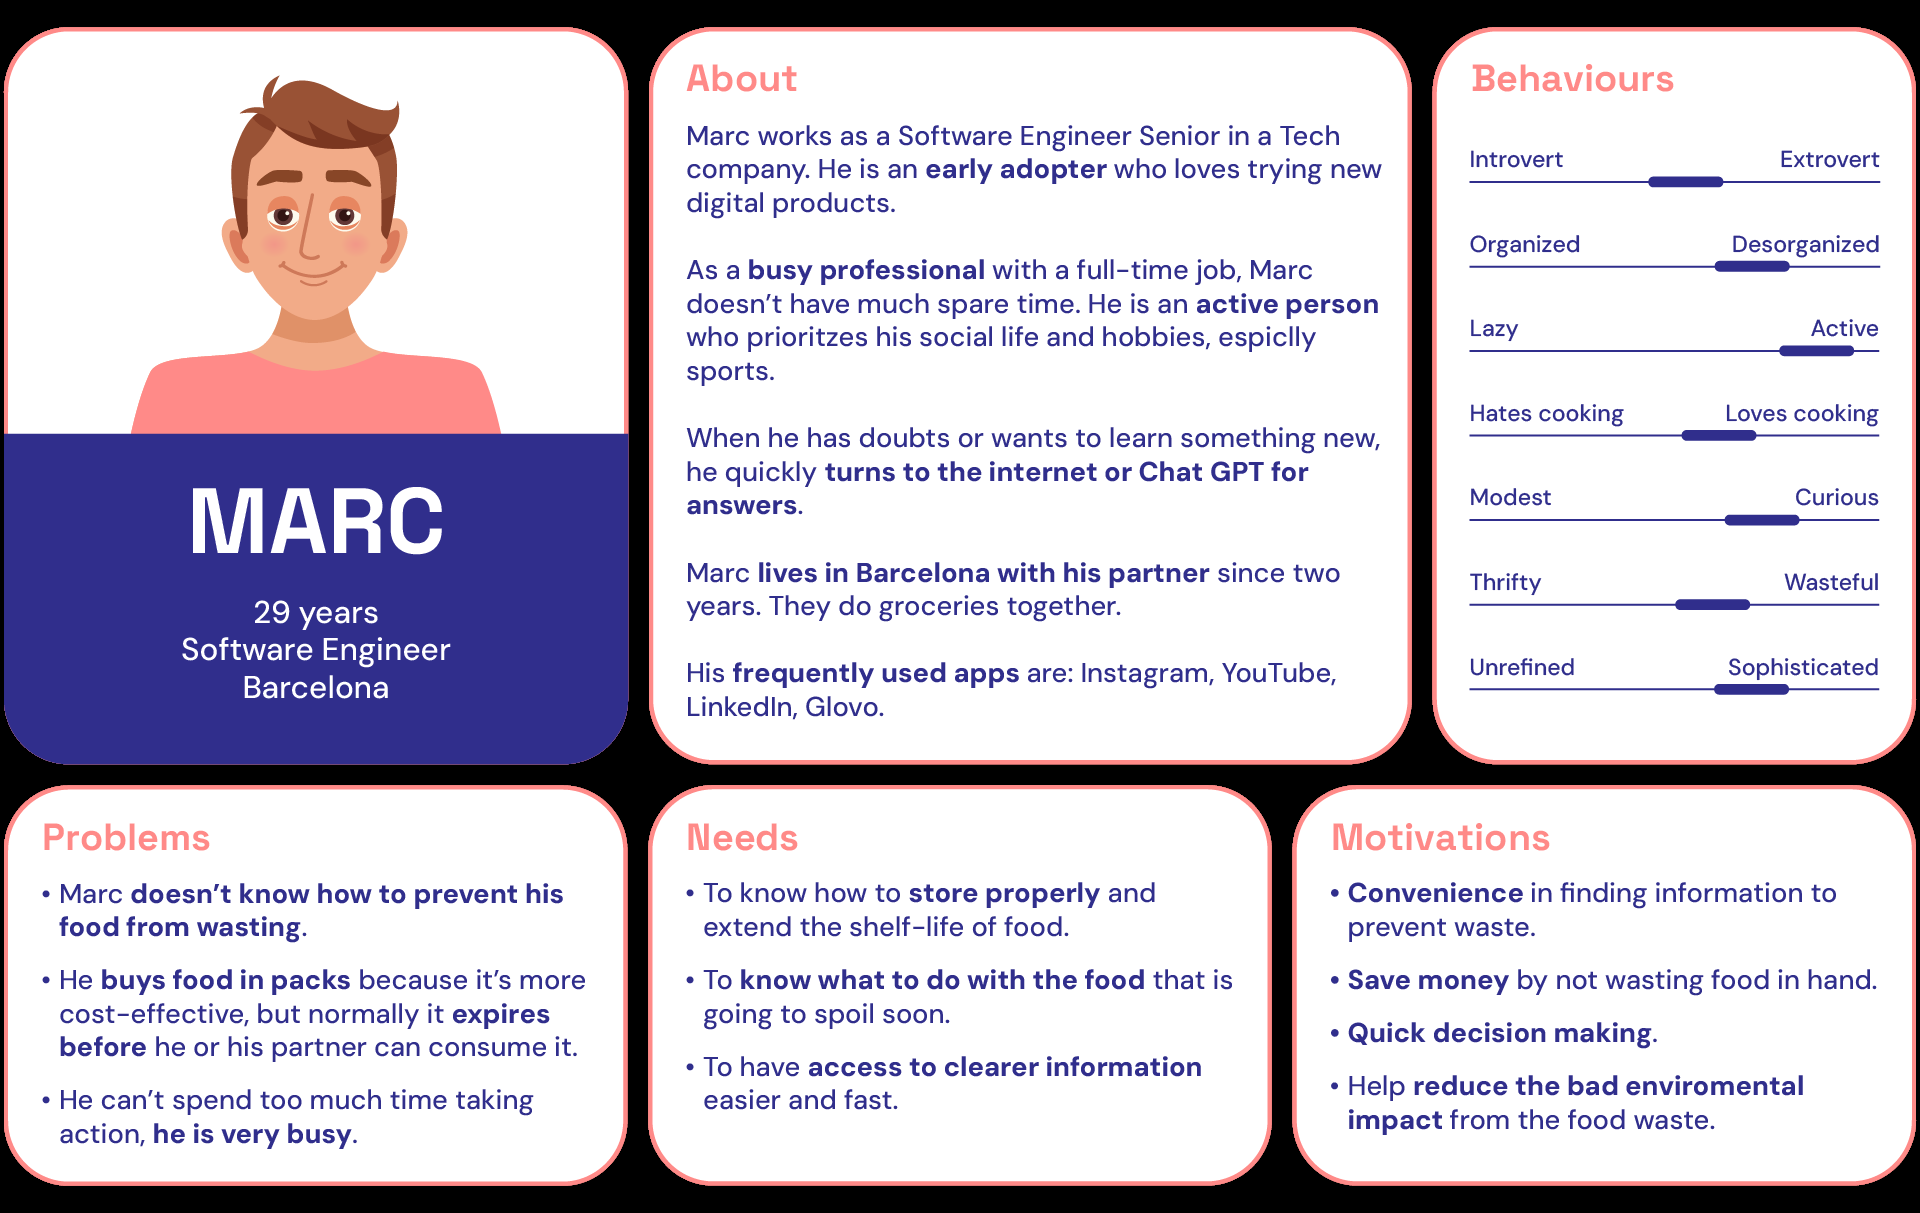 MARC
29 years
Software Engineer
Barcelona
About
Marc works as a Software Engineer Senior in a Tech
company. He is an early adopter who loves trying new
digital products.
As a busy professional with a full-time job, Marc
doesn't have much spare time. He is an active person
who prioritzes his social life and hobbies, espiclly
sports.
When he has doubts or wants to learn something new,
he quickly turns to the internet or Chat GPT for
answers.
Marc lives in Barcelona with his partner since two
years. They do groceries together.
His frequently used apps are: Instagram, YouTube,
LinkedIn, Glovo.
Behaviours
Introvert Extrovert
Organized Desorganized
Lazy Active
Hates cooking Loves cooking
Modest Curious
Thrifty Wasteful
Unrefined Sophisticated
Problems
• Marc doesn't know how to prevent his
food from wasting.
• He buys food in packs because it's more
cost-effective, but normally it expires
before he or his partner can consume it.
• He can't spend too much time taking
action, he is very busy.
Needs
• To know how to store properly and
extend the shelf-life of food.
• To know what to do with the food that is
going to spoil soon.
• To have access to clearer information
easier and fast.
Motivations
• Convenience in finding information to
prevent waste.
• Save money by not wasting food in hand.
• Quick decision making.
• Help reduce the bad enviromental
impact from the food waste.